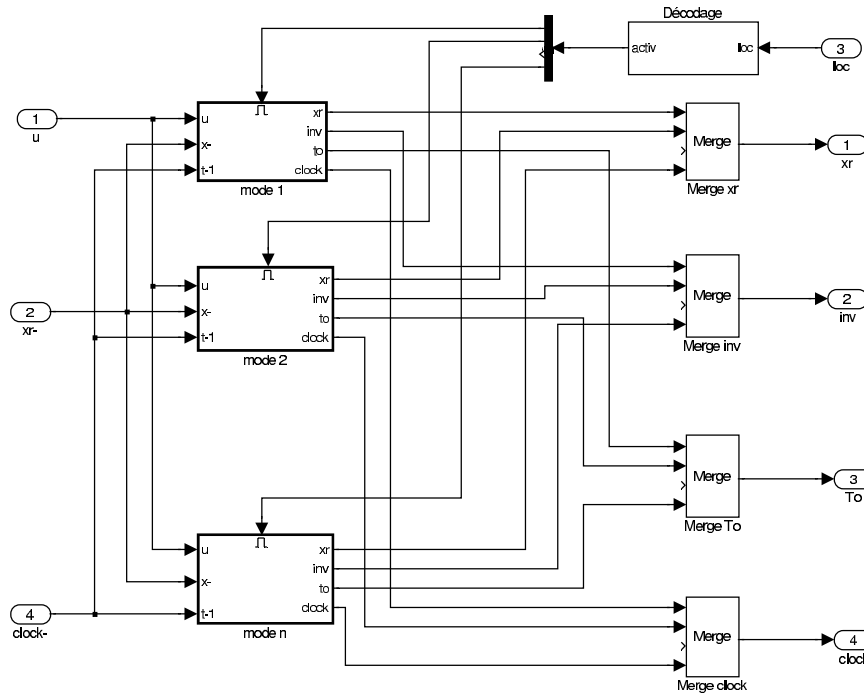 Décodage
activ
lloc
3
lloc
1
u
u
x-
t-1
xr
inv
to
clock
mode 1
Merge
Merge xr
1
xr
2
xr-
u
x-
t-1
xr
inv
to
clock
mode 2
Merge
Merge inv
2
inv
Merge
Merge To
3
To
4
clock-
u
x-
t-1
xr
inv
to
clock
mode n
Merge
Merge clock
4
clock